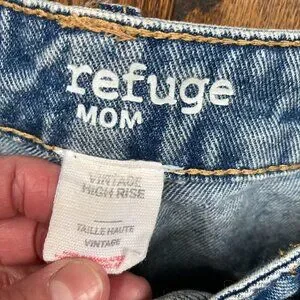 refuge
MOM
VINTAGE
HIGH RISE
TAILLE HAUTE
VINTAGE